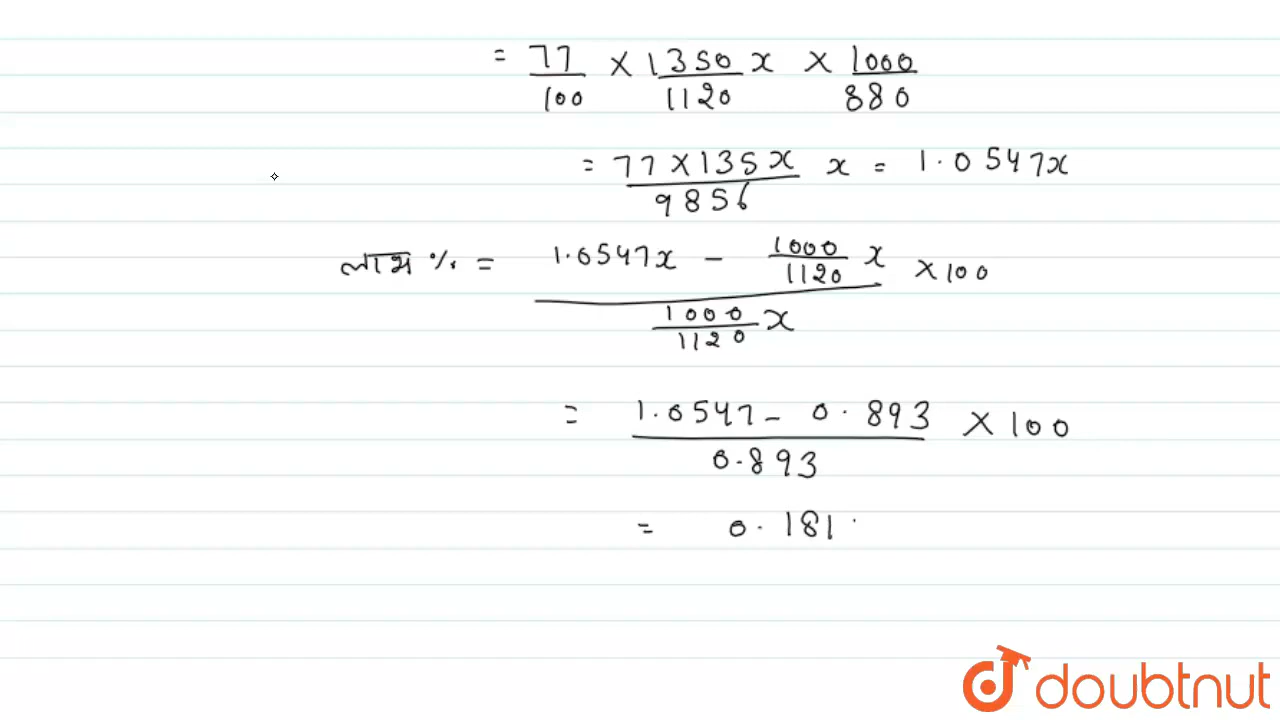 = 77/100 × 1350/1120 x × 1000/880
= 77 × 135x/9856 x = 1.0547x
लाभ % = (1.0547x - 1000/1120 x)/(1000/1120 x) × 100
= (1.0547 - 0.893)/0.893 × 100
= 0.181
doubtnut